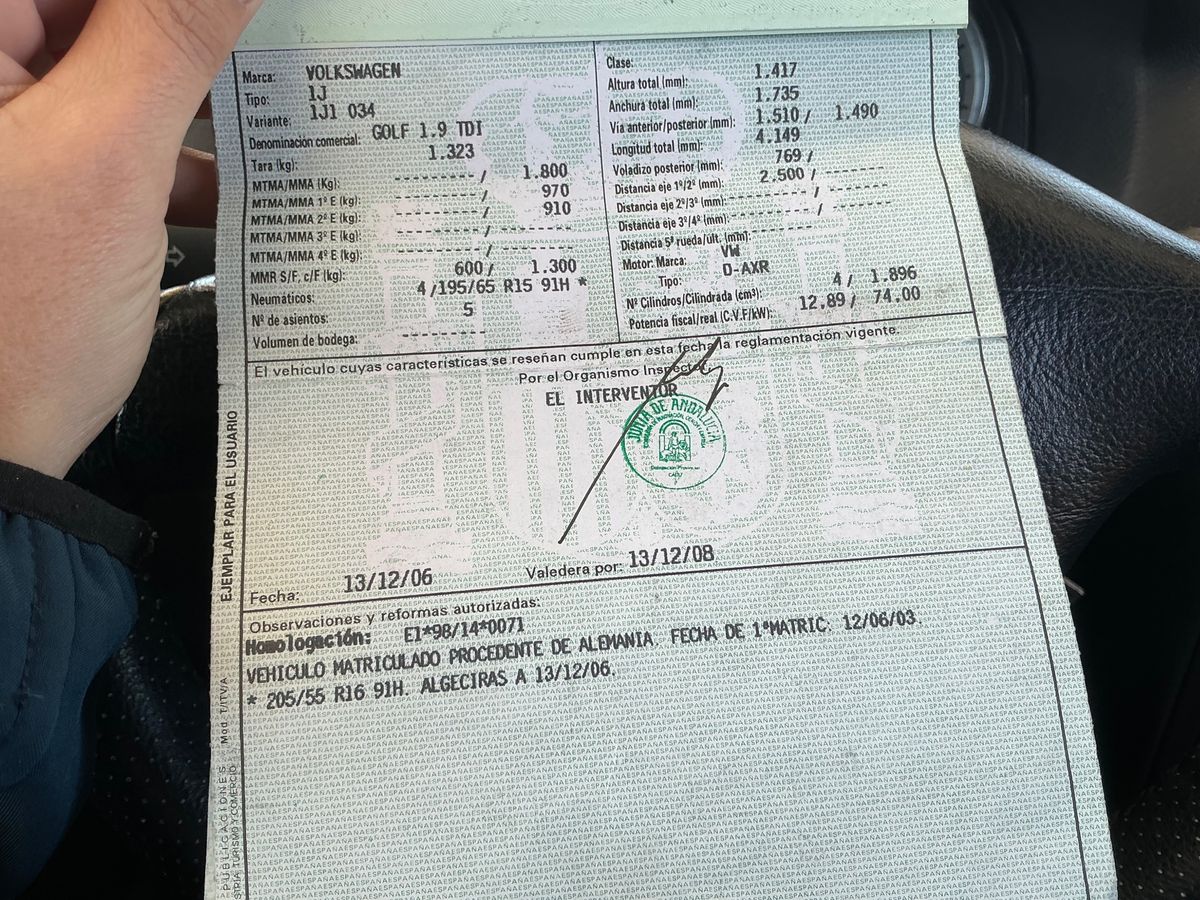 Marca: VOLKSWAGEN
Tipo: 1J
Variante: 1J1 034
Denominación comercial: GOLF 1.9 TDI
Tara (kg): 1.323
MTMA/MMA (Kg): --------- / 1.800
MTMA/MMA 1º E (kg): --------- / 970
MTMA/MMA 2º E (kg): --------- / 910
MTMA/MMA 3º E (kg): --------- / ---------
MTMA/MMA 4º E (kg): --------- / ---------
MMR S/F, c/F (kg): 600 / 1.300
Neumáticos: 4/195/65 R15 91H *
Nº de asientos: 5
Volumen de bodega: ---------
Clase:
Altura total (mm): 1.417
Anchura total (mm): 1.735
Vía anterior/posterior (mm): 1.510 / 1.490
Longitud total (mm): 4.149
Voladizo posterior (mm): 769 /
Distancia eje 1º/2º (mm): 2.500 / ---------
Distancia eje 2º/3º (mm): --------- / ---------
Distancia eje 3º/4º (mm): --------- / ---------
Distancia 5ª rueda/ult. (mm):
Motor: Marca: VW
Tipo: D-AXR
Nº Cilindros/Cilindrada (cm³): 4 / 1.896
Potencia fiscal/real (C.V.F/kW): 12,89 / 74,00
El vehículo cuyas características se reseñan cumple en esta fecha la reglamentación vigente.
Por el Organismo Inspector
EL INTERVENTOR
JUNTA DE ANDALUCIA
CADIZ
Fecha: 13/12/06 Valedera por: 13/12/08
Observaciones y reformas autorizadas:
Homologación: E1*98/14*0071
VEHICULO MATRICULADO PROCEDENTE DE ALEMANIA. FECHA DE 1ªMATRIC: 12/06/03.
* 205/55 R16 91H. ALGECIRAS A 13/12/06.
EJEMPLAR PARA EL USUARIO
Mod. T/ITV/A
PUBLICACIONES
TURISMO Y COMERCIO